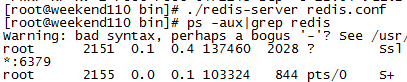 [root@weekend110 bin]# ./redis-server redis.conf
[root@weekend110 bin]# ps -aux|grep redis
Warning: bad syntax, perhaps a bogus '-'? See /usr/
root 2151 0.1 0.4 137460 2028 ? Ssl
*:6379
root 2155 0.0 0.1 103324 844 pts/0 S+